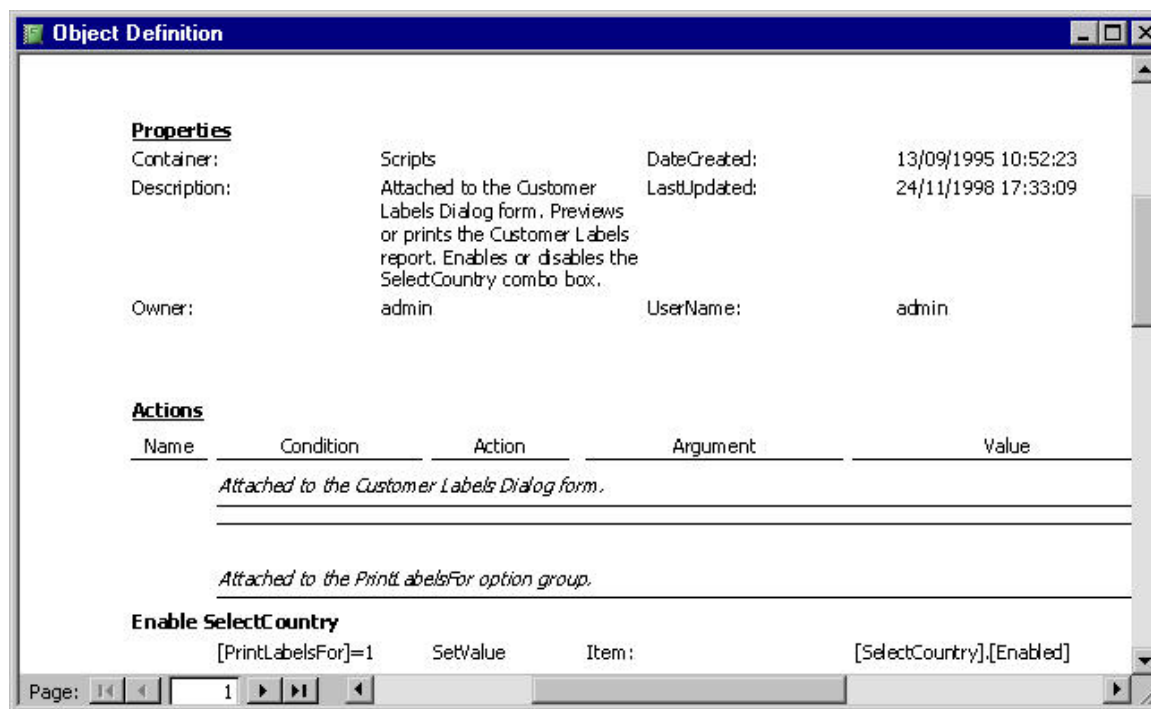 Object Definition
Properties
Container: Scripts DateCreated: 13/09/1995 10:52:23
Description: Attached to the Customer LastUpdated: 24/11/1998 17:33:09
Labels Dialog form. Previews
or prints the Customer Labels
report. Enables or disables the
SelectCountry combo box.
Owner: admin UserName: admin
Actions
Name Condition Action Argument Value
Attached to the Customer Labels Dialog form.
Attached to the PrintLabelsFor option group.
Enable SelectCountry
[PrintLabelsFor]=1 SetValue Item: [SelectCountry].[Enabled]
Page: 1